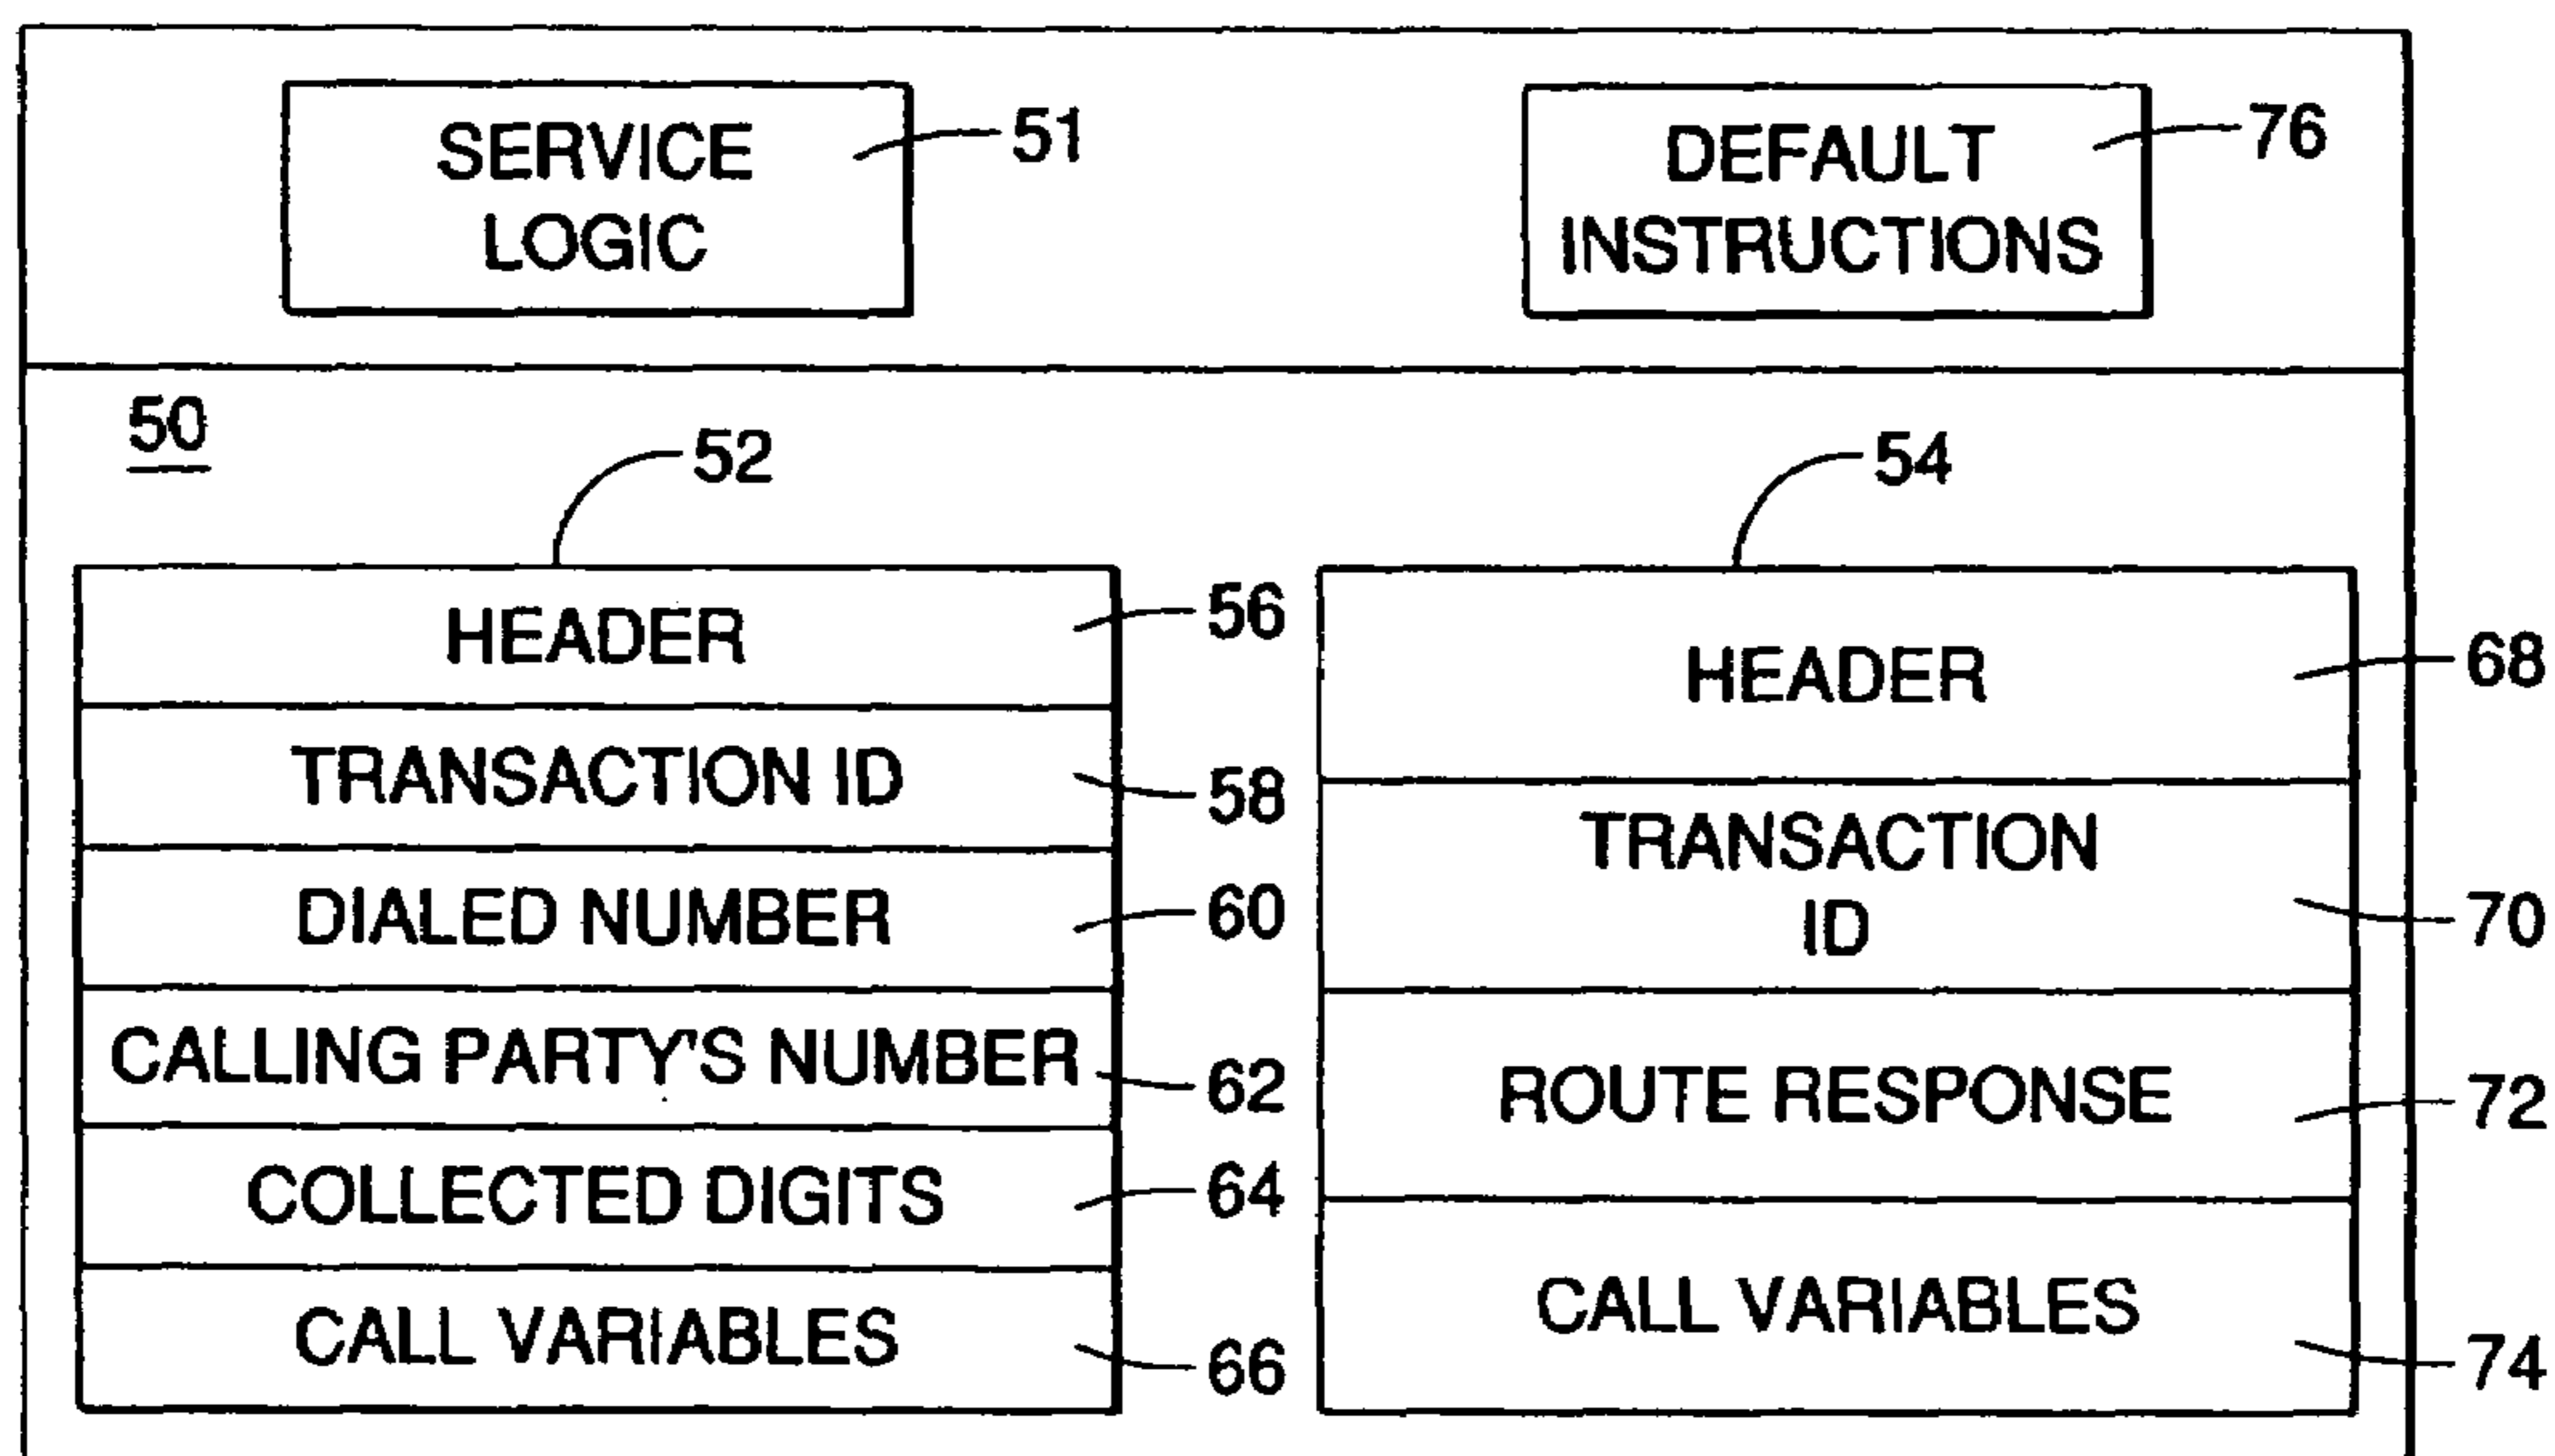 SERVICE
LOGIC
51
DEFAULT
INSTRUCTIONS
76
50
52
HEADER
56
TRANSACTION ID
58
DIALED NUMBER
60
CALLING PARTY'S NUMBER
62
COLLECTED DIGITS
64
CALL VARIABLES
66
54
HEADER
68
TRANSACTION
ID
70
ROUTE RESPONSE
72
CALL VARIABLES
74